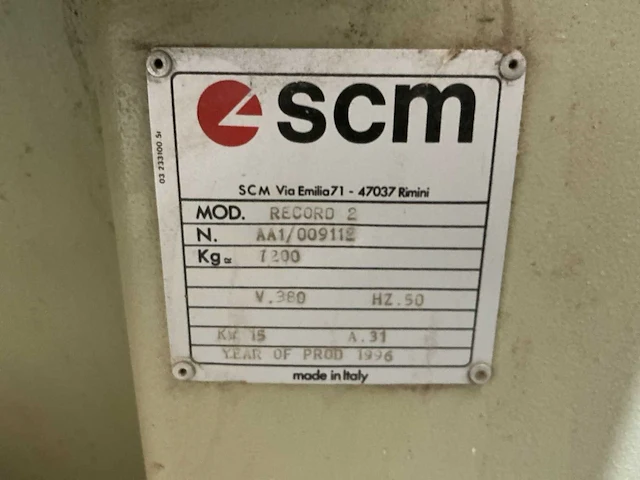 scm
SCM Via Emilia 71 - 47037 Rimini
MOD. RECORD 2
N. AA1/009112
Kg≃ 1200
V.380 HZ.50
KW 15 A.31
YEAR OF PROD 1996
made in Italy
03 233100 5r